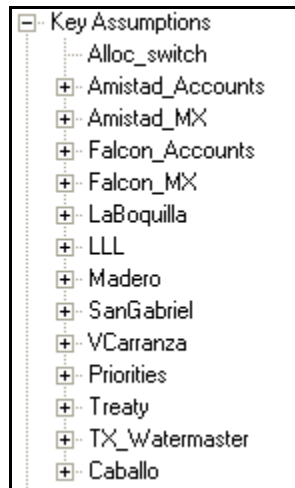 Key Assumptions
Alloc_switch
Amistad_Accounts
Amistad_MX
Falcon_Accounts
Falcon_MX
LaBoquilla
LLL
Madero
SanGabriel
VCarranza
Priorities
Treaty
TX_Watermaster
Caballo